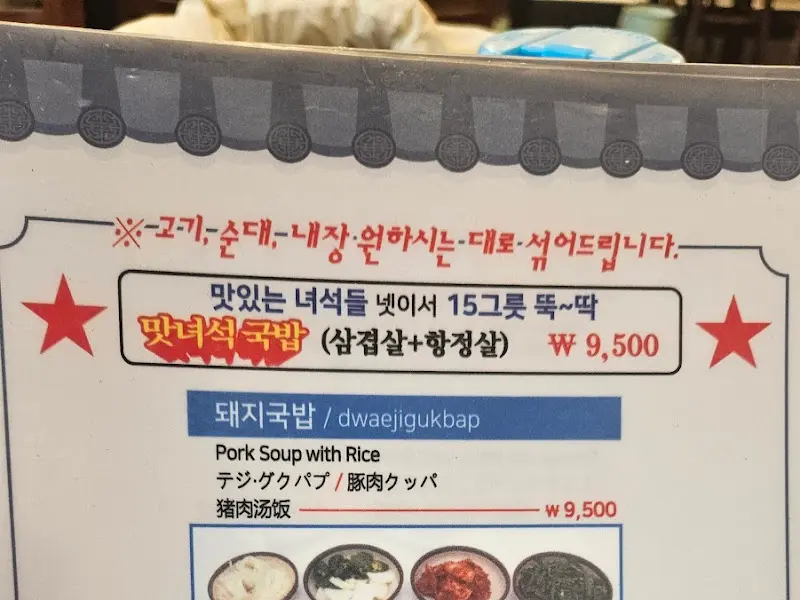 ※고기, 순대, 내장 원하시는 대로 섞어드립니다.
맛있는 녀석들 넷이서 15그릇 뚝~딱
맛녀석 국밥 (삼겹살+항정살) ₩ 9,500
돼지국밥 / dwaejigukbap
Pork Soup with Rice
テジ·グクパプ / 豚肉クッパ
猪肉汤饭 ₩ 9,500